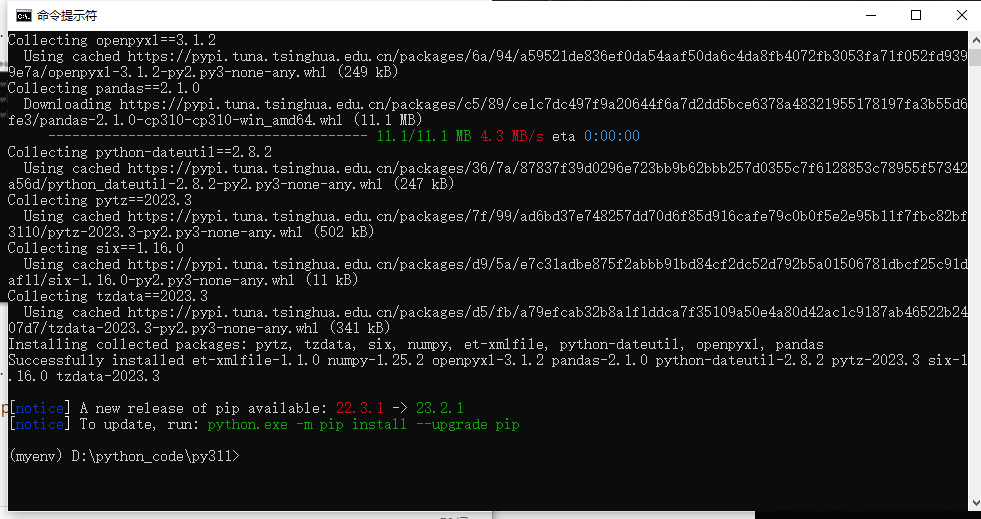 命令提示符
Collecting openpyxl==3.1.2
Using cached https://pypi.tuna.tsinghua.edu.cn/packages/6a/94/a59521de836ef0da54aaf50da6c4da8fb4072fb3053fa71f052fd939
9e7a/openpyxl-3.1.2-py2.py3-none-any.whl (249 kB)
Collecting pandas==2.1.0
Downloading https://pypi.tuna.tsinghua.edu.cn/packages/c5/89/ce1c7dc497f9a20644f6a7d2dd5bce6378a48321955178197fa3b55d6
fe3/pandas-2.1.0-cp310-cp310-win_amd64.whl (11.1 MB)
---------------------------------------- 11.1/11.1 MB 4.3 MB/s eta 0:00:00
Collecting python-dateutil==2.8.2
Using cached https://pypi.tuna.tsinghua.edu.cn/packages/36/7a/87837f39d0296e723bb9b62bbb257d0355c7f6128853c78955f57342
a56d/python_dateutil-2.8.2-py2.py3-none-any.whl (247 kB)
Collecting pytz==2023.3
Using cached https://pypi.tuna.tsinghua.edu.cn/packages/7f/99/ad6bd37e748257dd70d6f85d916cafe79c0b0f5e2e95b11f7fbc82bf
3110/pytz-2023.3-py2.py3-none-any.whl (502 kB)
Collecting six==1.16.0
Using cached https://pypi.tuna.tsinghua.edu.cn/packages/d9/5a/e7c31adbe875f2abbb91bd84cf2dc52d792b5a01506781dbcf25c91d
af11/six-1.16.0-py2.py3-none-any.whl (11 kB)
Collecting tzdata==2023.3
Using cached https://pypi.tuna.tsinghua.edu.cn/packages/d5/fb/a79efcab32b8a1f1ddca7f35109a50e4a80d42ac1c9187ab46522b24
07d7/tzdata-2023.3-py2.py3-none-any.whl (341 kB)
Installing collected packages: pytz, tzdata, six, numpy, et-xmlfile, python-dateutil, openpyxl, pandas
Successfully installed et-xmlfile-1.1.0 numpy-1.25.2 openpyxl-3.1.2 pandas-2.1.0 python-dateutil-2.8.2 pytz-2023.3 six-1
.16.0 tzdata-2023.3
[notice] A new release of pip available: 22.3.1 -> 23.2.1
[notice] To update, run: python.exe -m pip install --upgrade pip
(myenv) D:\python_code\py311>